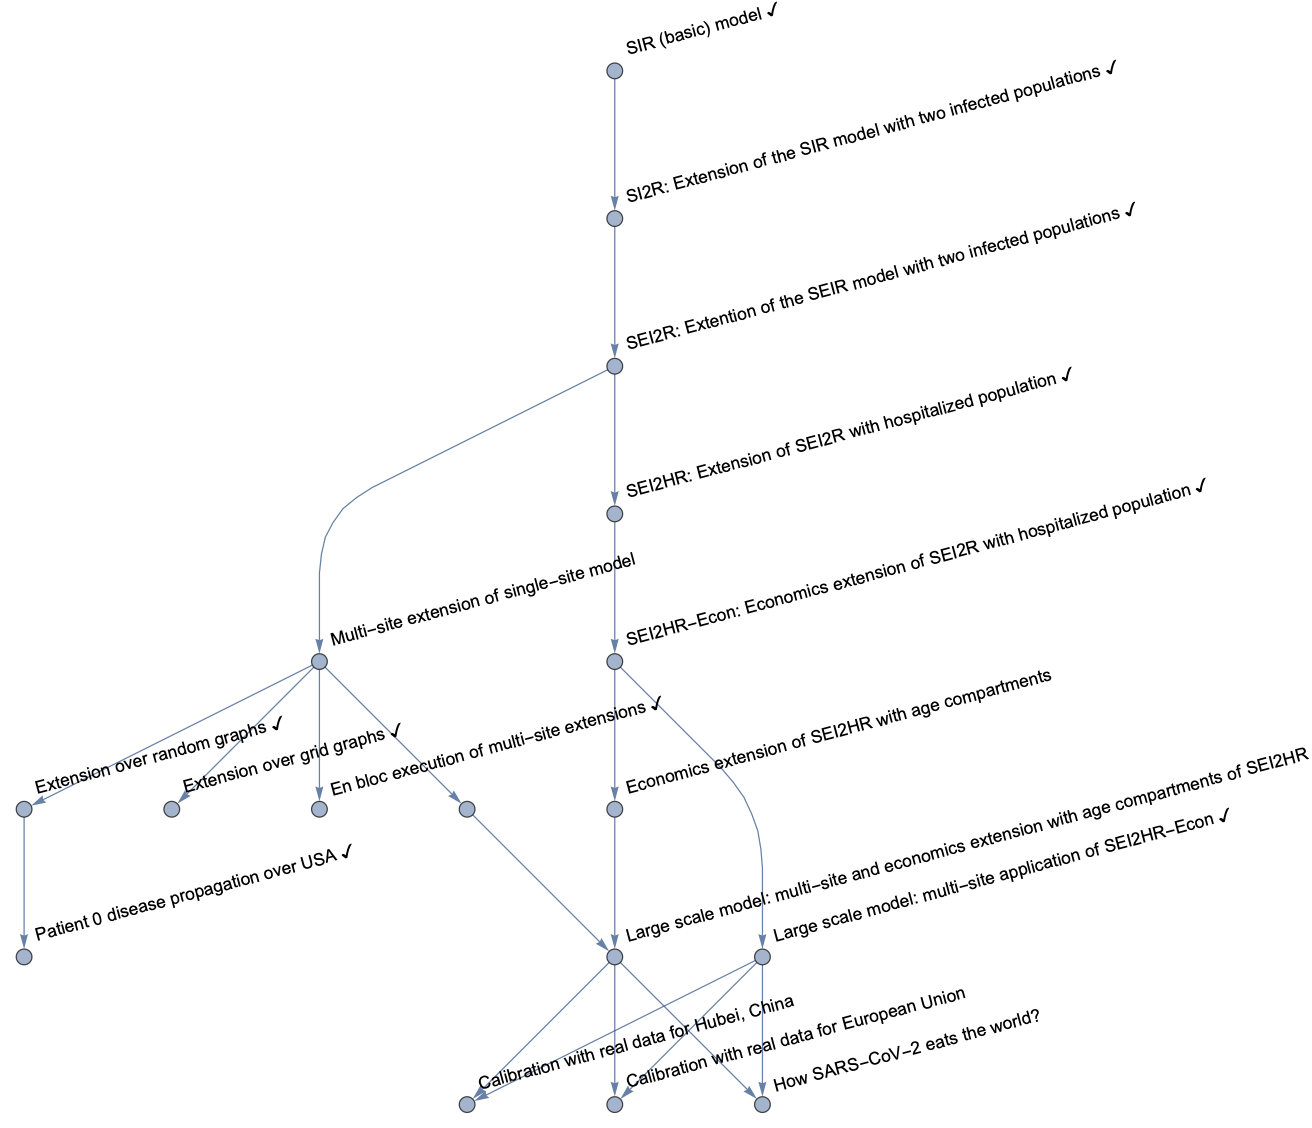 SIR (basic) model ✓
SI2R: Extension of the SIR model with two infected populations ✓
SEI2R: Extention of the SEIR model with two infected populations ✓
SEI2HR: Extension of SEI2R with hospitalized population ✓
Multi-site extension of single-site model
SEI2HR-Econ: Economics extension of SEI2R with hospitalized population ✓
Extension over random graphs ✓
Extension over grid graphs ✓
En bloc execution of multi-site extensions ✓
Economics extension of SEI2HR with age compartments
Patient 0 disease propagation over USA ✓
Large scale model: multi-site and economics extension with age compartments of SEI2HR
Large scale model: multi-site application of SEI2HR-Econ ✓
Calibration with real data for Hubei, China
Calibration with real data for European Union
How SARS-CoV-2 eats the world?